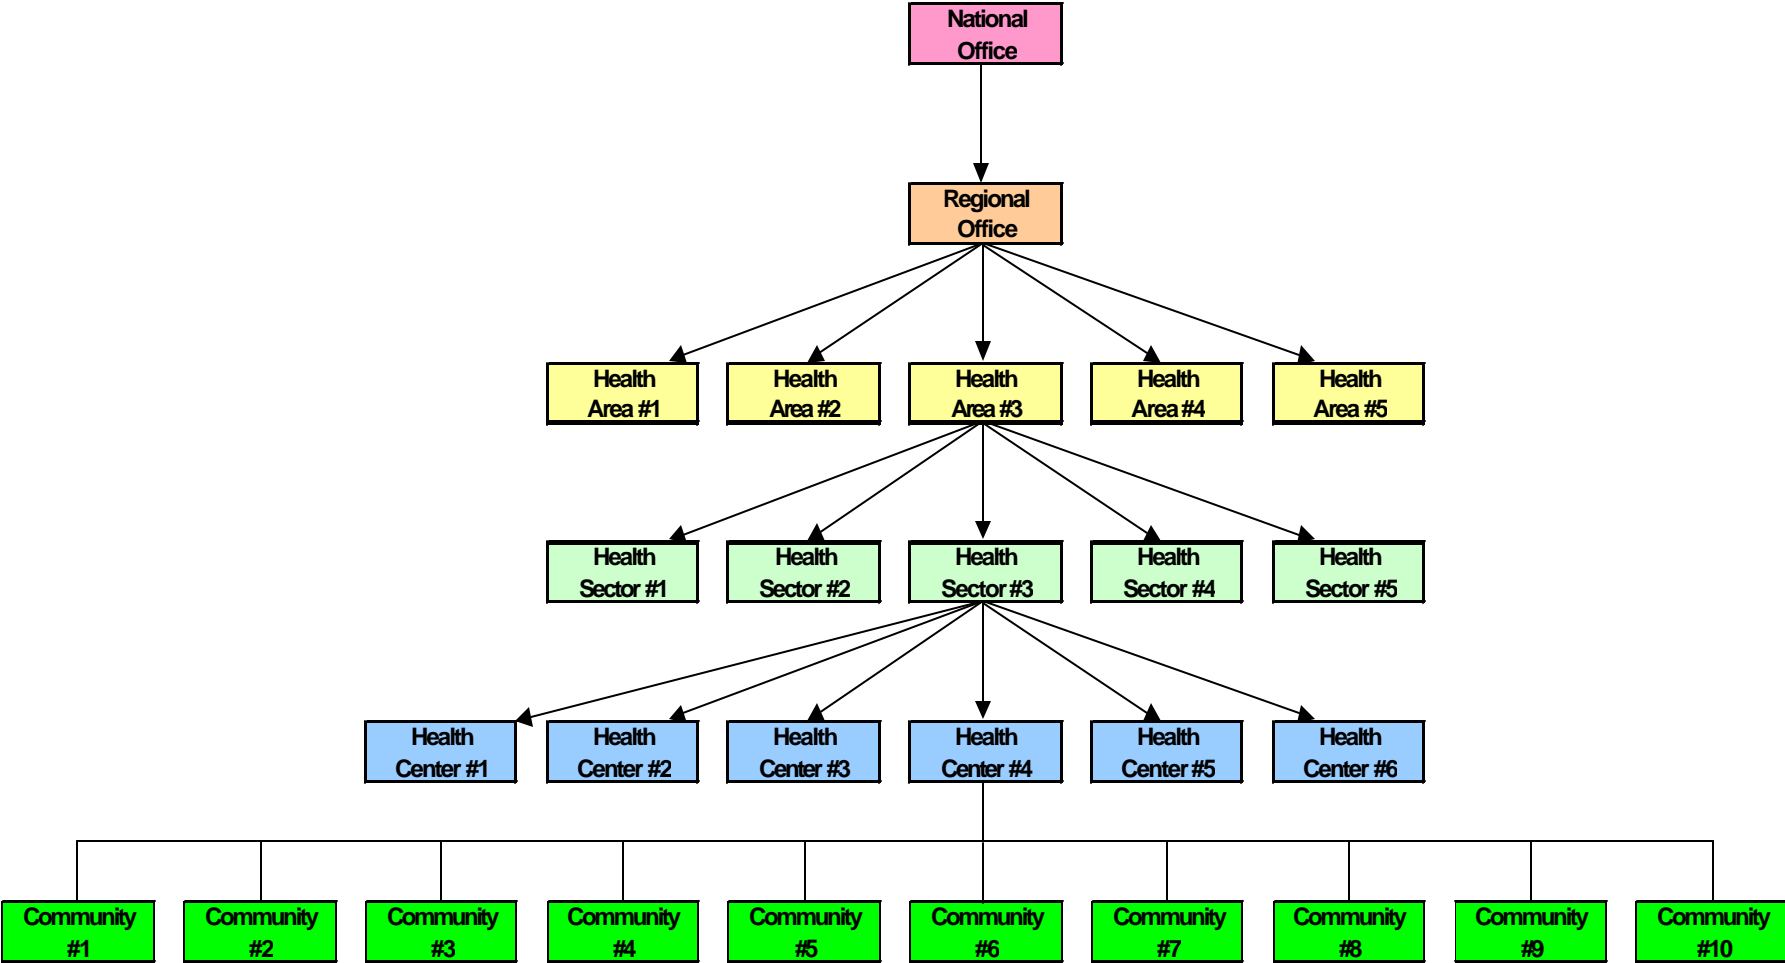 National
Office
Regional
Office
Health
Area #1
Health
Area #2
Health
Area #3
Health
Area #4
Health
Area #5
Health
Sector #1
Health
Sector #2
Health
Sector #3
Health
Sector #4
Health
Sector #5
Health
Center #1
Health
Center #2
Health
Center #3
Health
Center #4
Health
Center #5
Health
Center #6
Community
#1
Community
#2
Community
#3
Community
#4
Community
#5
Community
#6
Community
#7
Community
#8
Community
#9
Community
#10